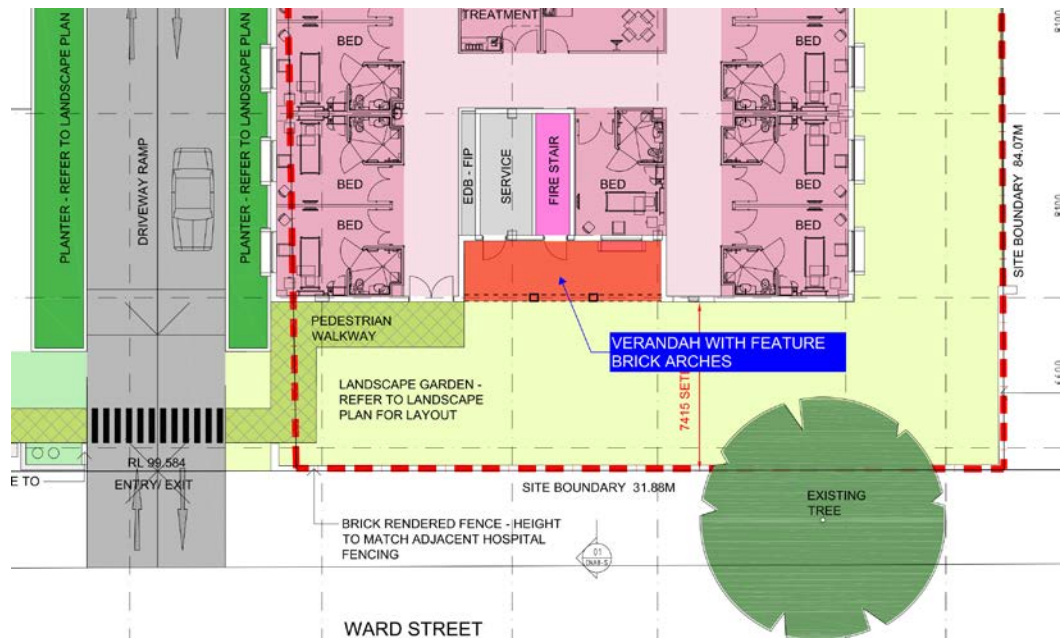 TREATMENT
BED
BED
PLANTER - REFER TO LANDSCAPE PLAN
DRIVEWAY RAMP
PLANTER - REFER TO LANDSCAPE PLAN
8100
SITE BOUNDARY 84.07M
EDB - FIP
SERVICE
FIRE STAIR
BED
BED
BED
BED
BED
8100
PEDESTRIAN
WALKWAY
VERANDAH WITH FEATURE
BRICK ARCHES
6600
LANDSCAPE GARDEN -
REFER TO LANDSCAPE
PLAN FOR LAYOUT
7415
RL 99.584
E TO
ENTRY/ EXIT
SITE BOUNDARY 31.88M
EXISTING
TREE
BRICK RENDERED FENCE - HEIGHT
TO MATCH ADJACENT HOSPITAL
FENCING
01
WARD STREET